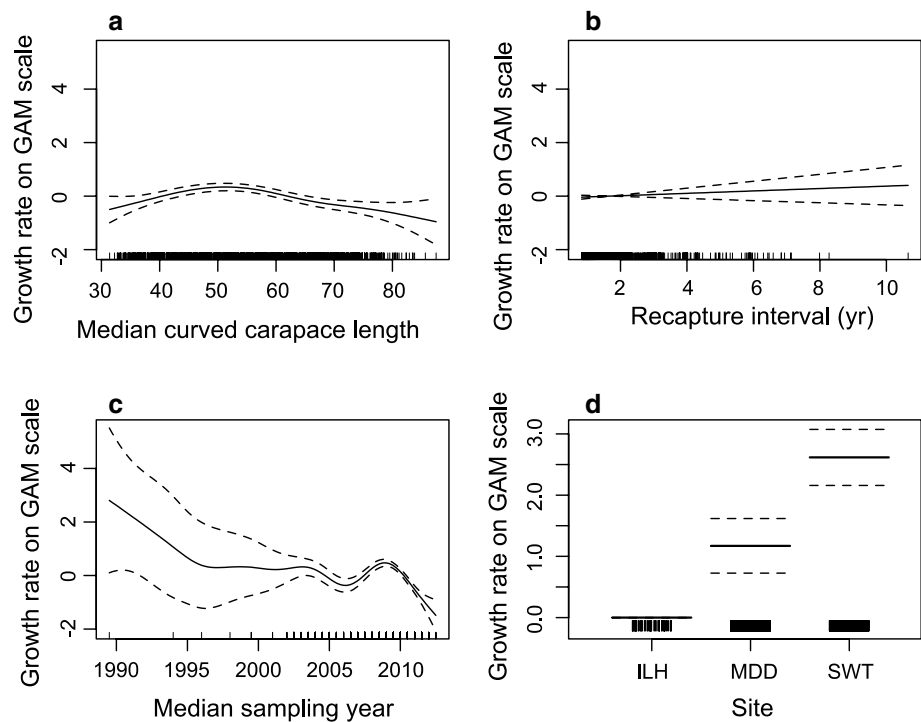 a
Growth rate on GAM scale
4
2
0
-2
30 40 50 60 70 80
Median curved carapace length
b
Growth rate on GAM scale
4
2
0
-2
2 4 6 8 10
Recapture interval (yr)
c
Growth rate on GAM scale
4
2
0
-2
1990 1995 2000 2005 2010
Median sampling year
d
Growth rate on GAM scale
3.0
2.0
1.0
0.0
ILH MDD SWT
Site